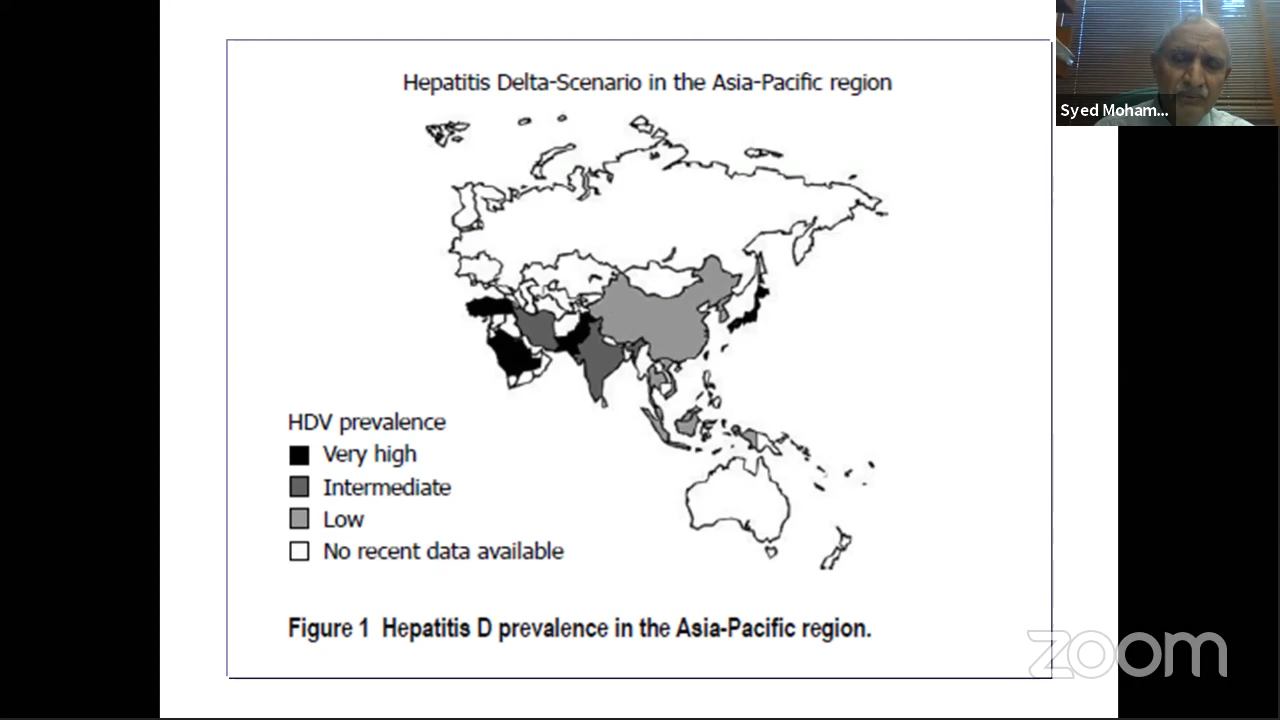 Hepatitis Delta-Scenario in the Asia-Pacific region
Syed Moham...
HDV prevalence
Very high
Intermediate
Low
No recent data available
Figure 1 Hepatitis D prevalence in the Asia-Pacific region.
zoom